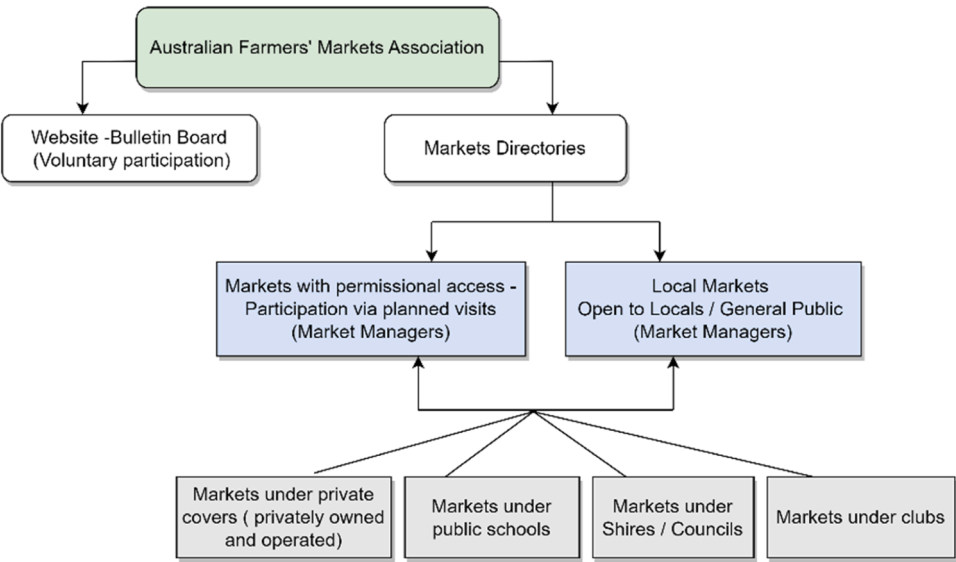 Australian Farmers' Markets Association
Website -Bulletin Board
(Voluntary participation)
Markets Directories
Markets with permissional access -
Participation via planned visits
(Market Managers)
Local Markets
Open to Locals / General Public
(Market Managers)
Markets under private
covers ( privately owned
and operated)
Markets under
public schools
Markets under
Shires / Councils
Markets under clubs